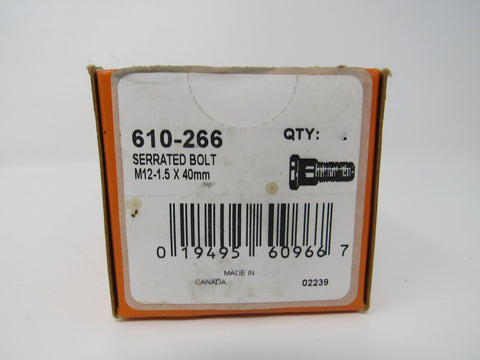 610-266 QTY:
SERRATED BOLT
M12-1.5 X 40mm
0 19495 60966 7
MADE IN
CANADA 02239